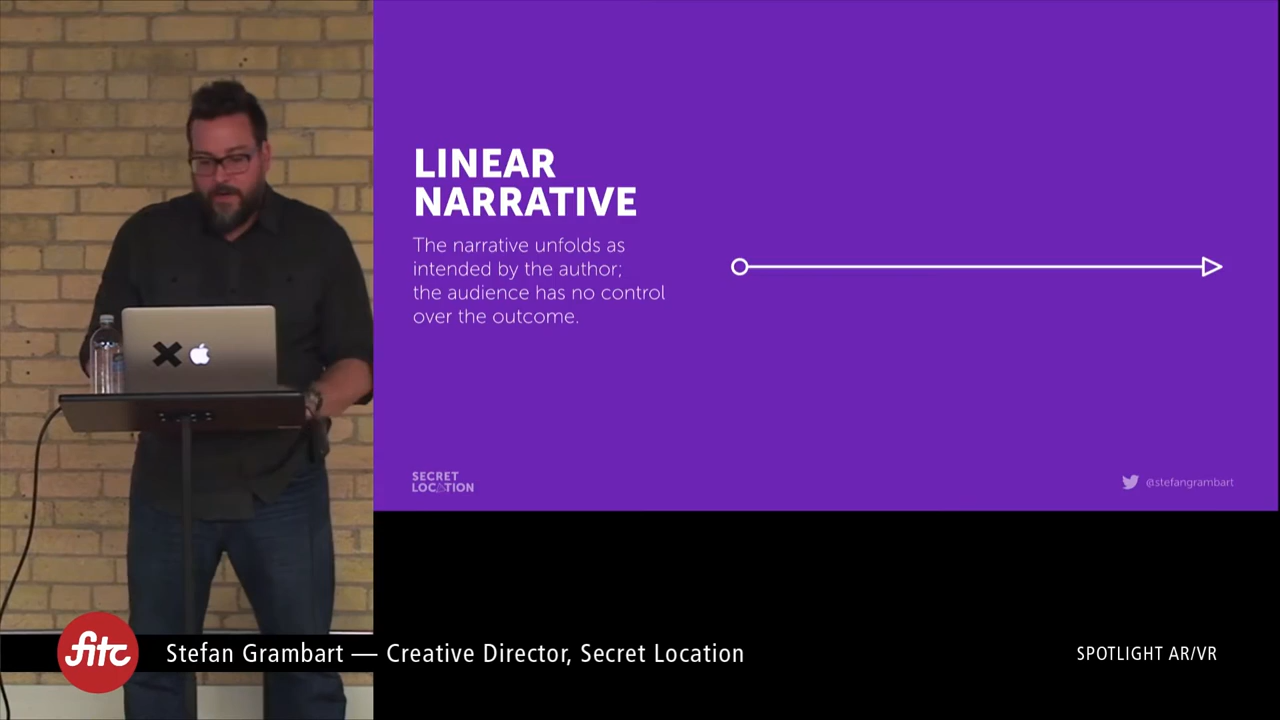 LINEAR
NARRATIVE
The narrative unfolds as
intended by the author;
the audience has no control
over the outcome.
SECRET
LOCATION
@stefangrambart
fitc
Stefan Grambart — Creative Director, Secret Location
SPOTLIGHT AR/VR